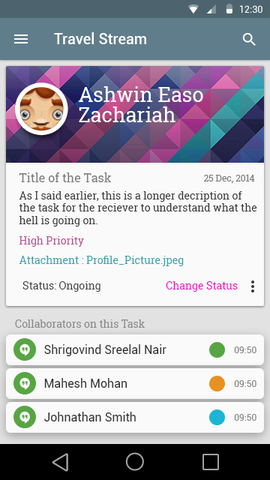 12:30
Travel Stream
Ashwin Easo
Zachariah
Title of the Task 25 Dec, 2014
As I said earlier, this is a longer decription of
the task for the reciever to understand what the
hell is going on.
High Priority
Attachment : Profile_Picture.jpeg
Status: Ongoing Change Status
Collaborators on this Task
Shrigovind Sreelal Nair 09:50
Mahesh Mohan 09:50
Johnathan Smith 09:50